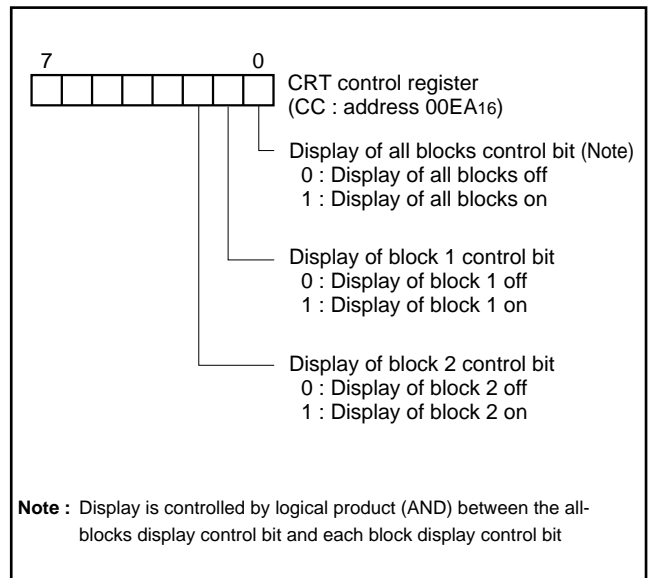 7 0
CRT control register
(CC : address 00EA16)
Display of all blocks control bit (Note)
0 : Display of all blocks off
1 : Display of all blocks on
Display of block 1 control bit
0 : Display of block 1 off
1 : Display of block 1 on
Display of block 2 control bit
0 : Display of block 2 off
1 : Display of block 2 on
Note : Display is controlled by logical product (AND) between the all-
blocks display control bit and each block display control bit